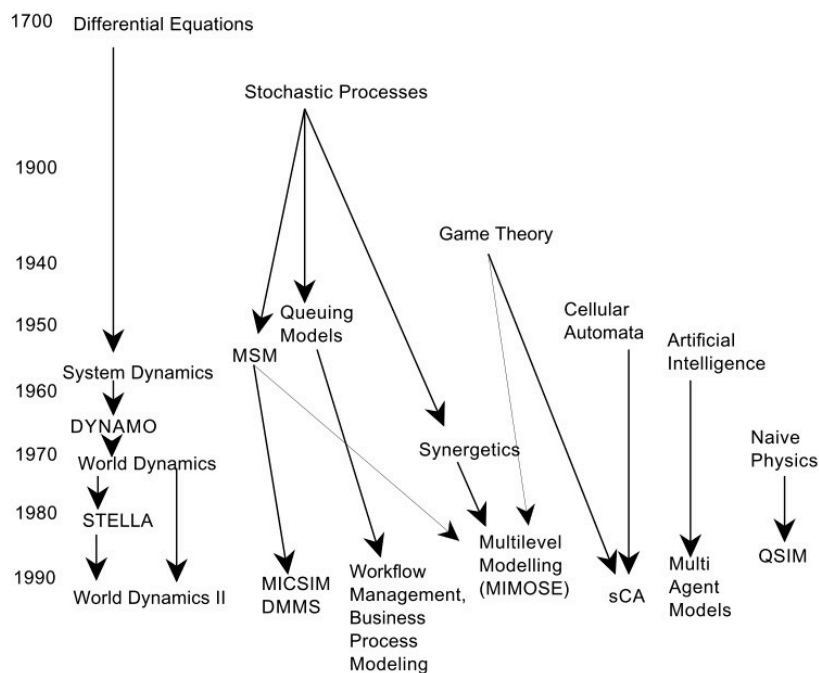 1700
Differential Equations
Stochastic Processes
1900
Game Theory
1940
Cellular
Automata
Queuing
Models
1950
Artificial
Intelligence
MSM
System Dynamics
1960
DYNAMO
Naive
Physics
1970
World Dynamics
Synergetics
1980
STELLA
Multilevel
Modelling
(MIMOSE)
QSIM
1990
World Dynamics II
MICSIM
DMMS
Workflow
Management,
Business
Process
Modeling
sCA
Multi
Agent
Models